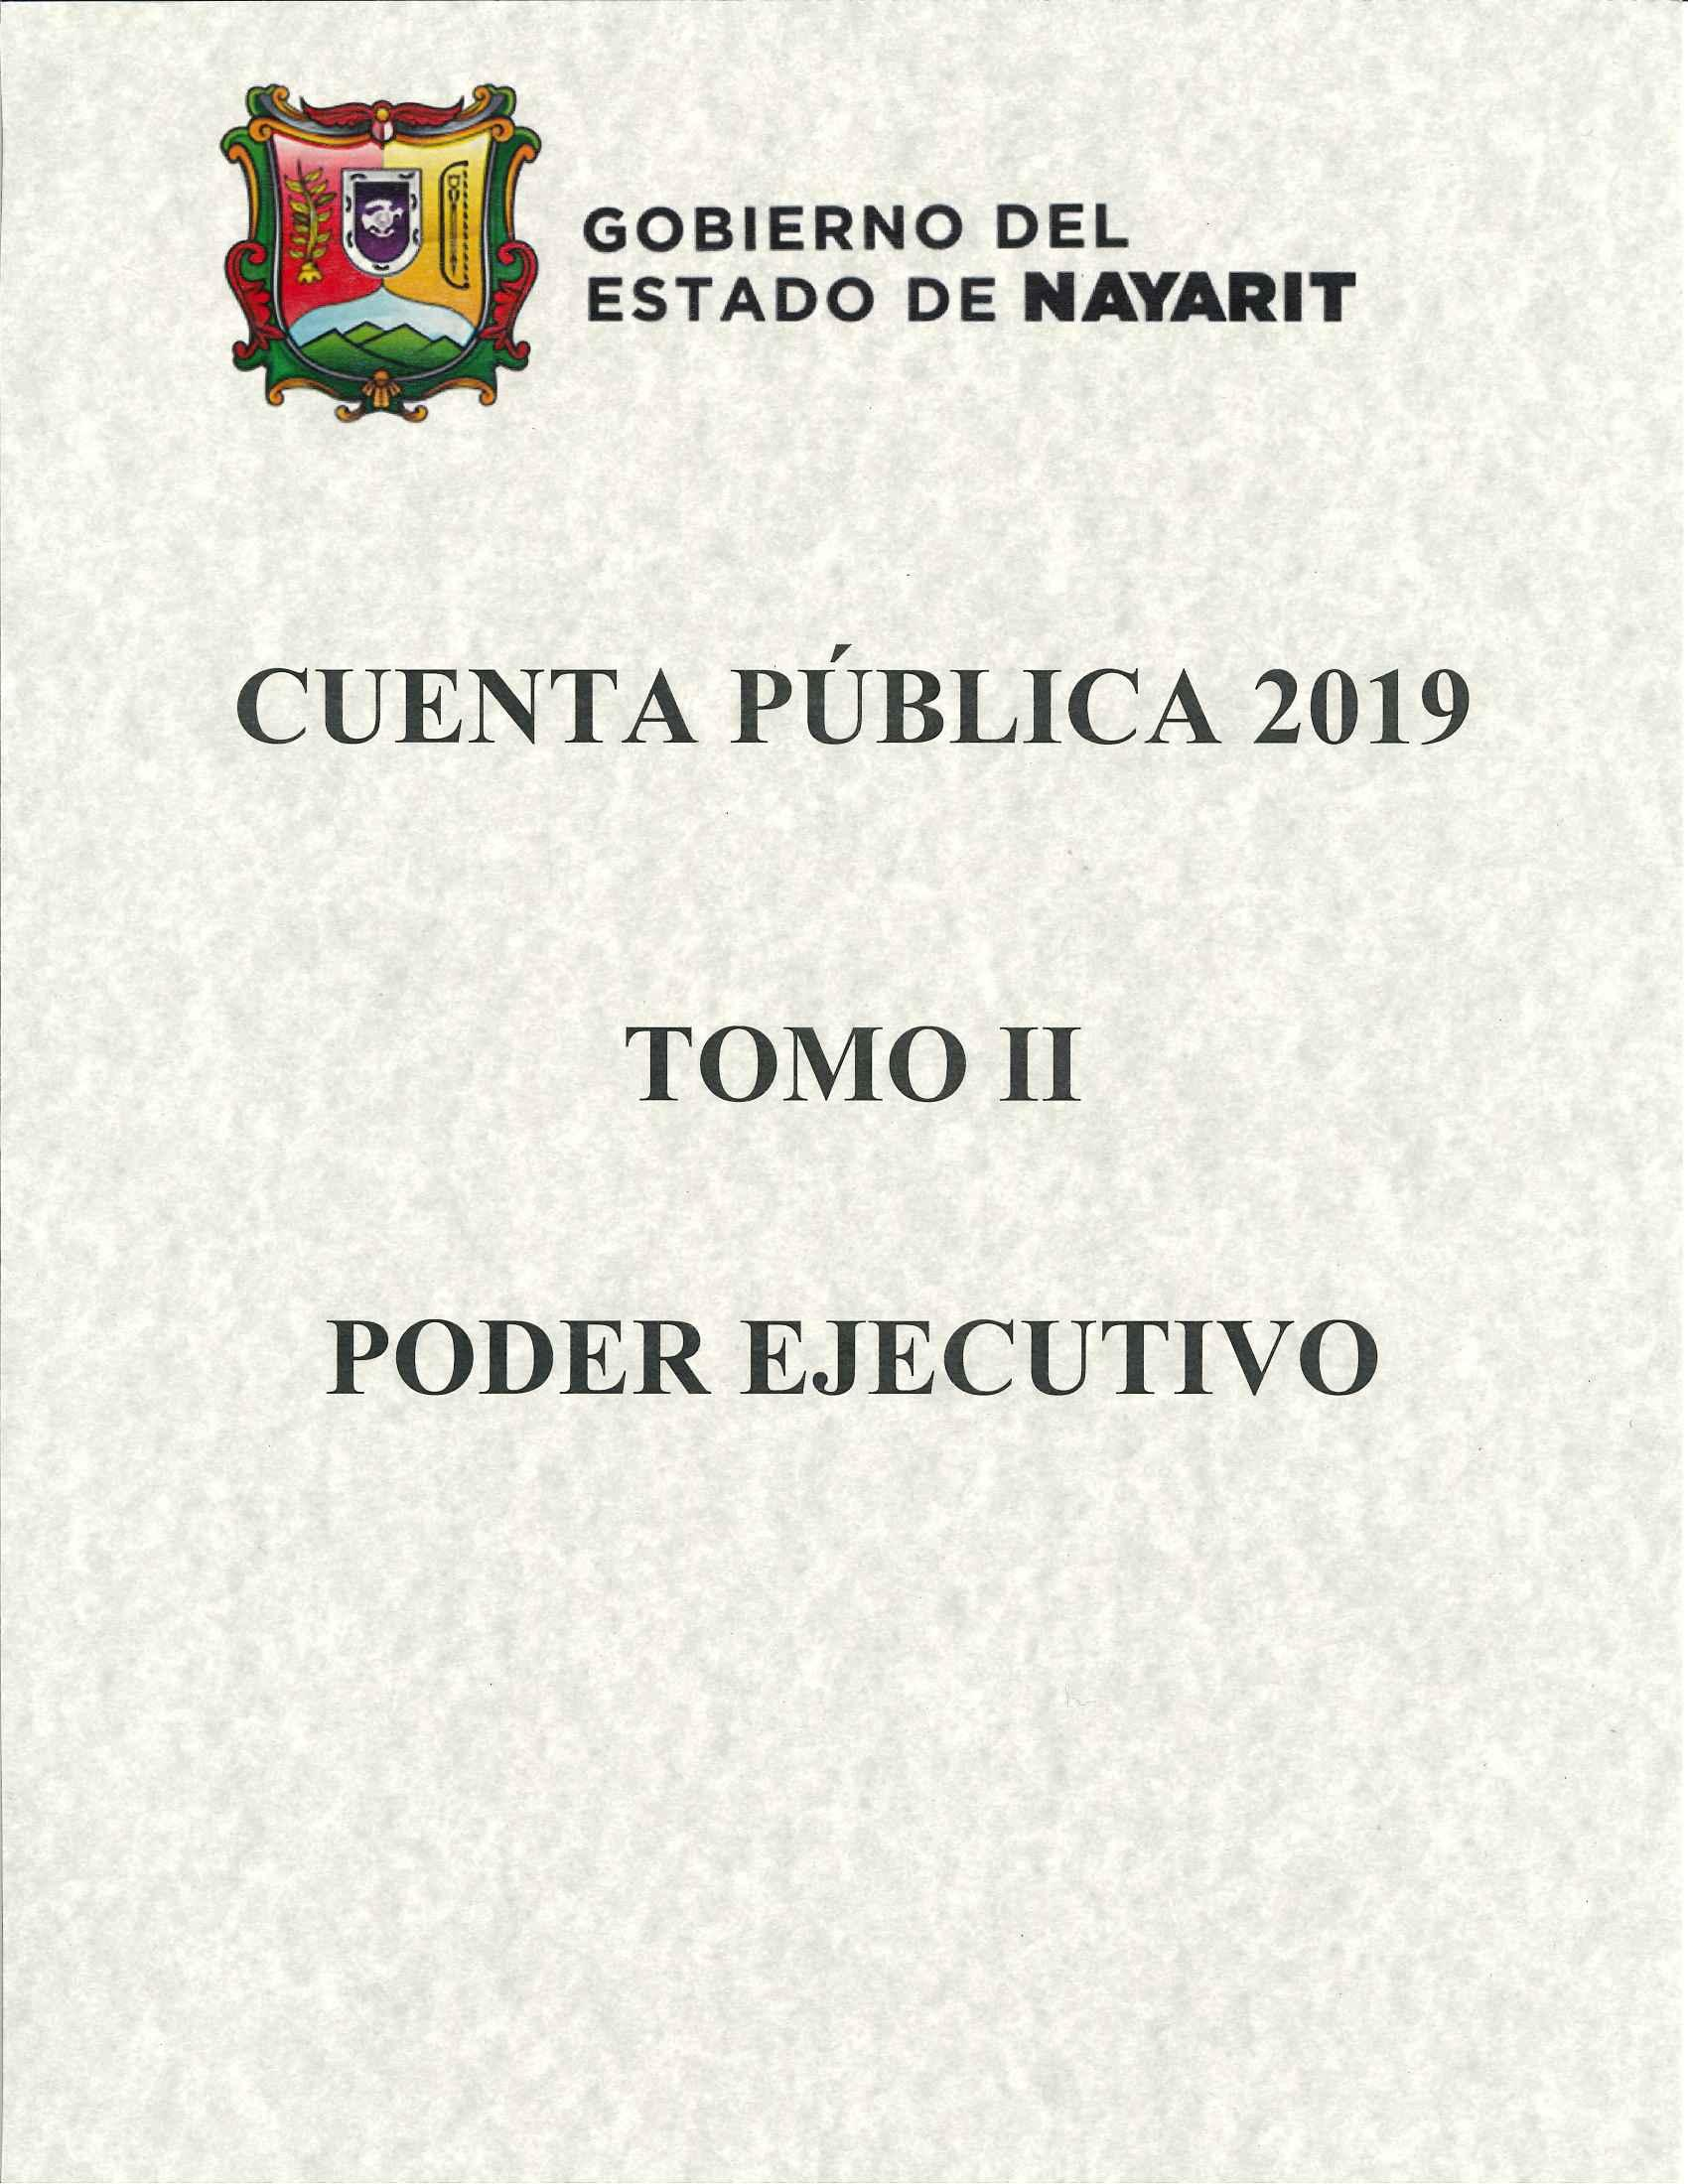 GOBIERNO DEL
ESTADO DE NAYARIT
CUENTA PÚBLICA 2019
TOMO II
PODER EJECUTIVO